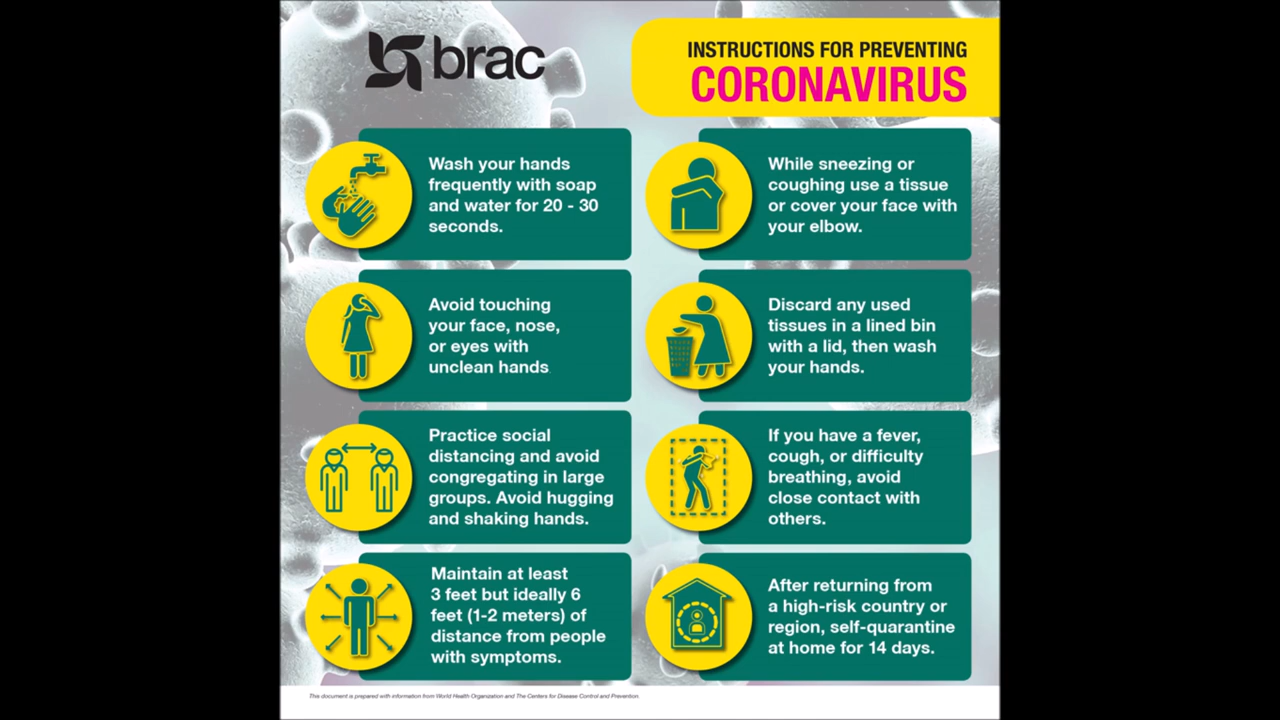 brac
INSTRUCTIONS FOR PREVENTING
CORONAVIRUS
Wash your hands
frequently with soap
and water for 20 - 30
seconds.
While sneezing or
coughing use a tissue
or cover your face with
your elbow.
Avoid touching
your face, nose,
or eyes with
unclean hands.
Discard any used
tissues in a lined bin
with a lid, then wash
your hands.
Practice social
distancing and avoid
congregating in large
groups. Avoid hugging
and shaking hands.
If you have a fever,
cough, or difficulty
breathing, avoid
close contact with
others.
Maintain at least
3 feet but ideally 6
feet (1-2 meters) of
distance from people
with symptoms.
After returning from
a high-risk country or
region, self-quarantine
at home for 14 days.
This document is prepared with information from World Health Organization and The Centers for Disease Control and Prevention.